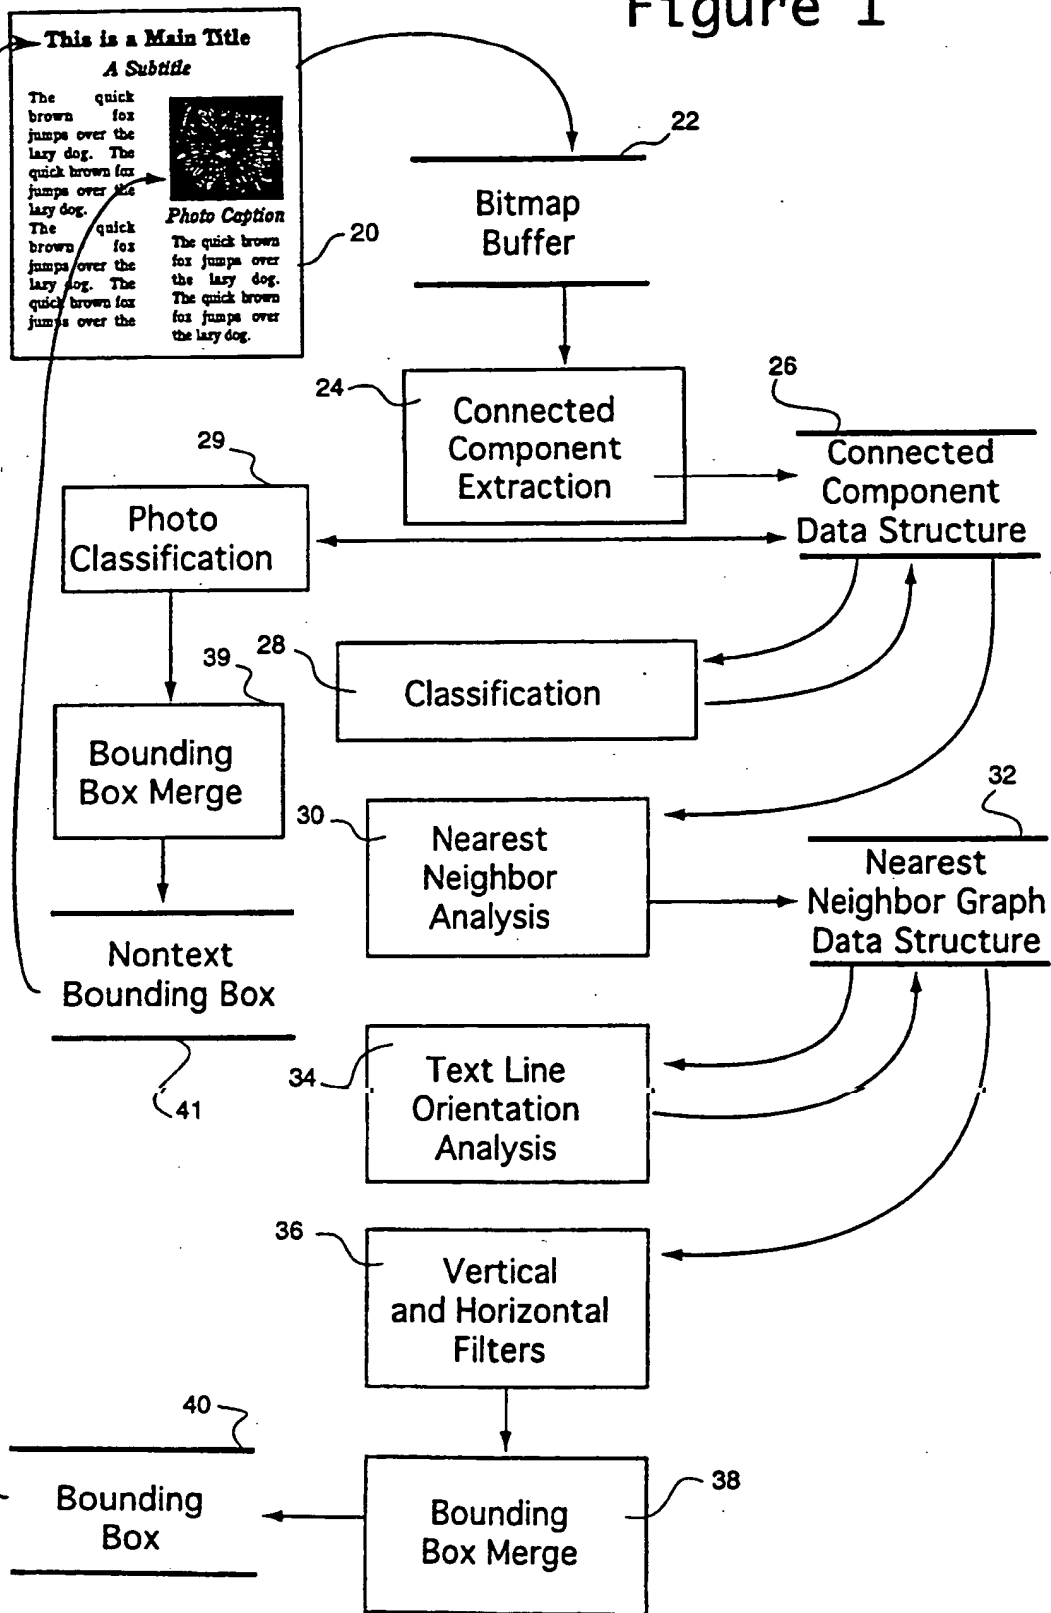 Figure 1
This is a Main Title
A Subtitle
The quick
brown fox
jumps over the
lazy dog. The
quick brown fox
jumps over the
lazy dog.
The quick
brown fox
jumps over the
lazy dog. The
quick brown fox
jumps over the
Photo Caption
The quick brown
fox jumps over
the lazy dog.
The quick brown
fox jumps over
the lazy dog.
20
22
Bitmap
Buffer
24
Connected
Component
Extraction
26
Connected
Component
Data Structure
29
Photo
Classification
28
Classification
39
Bounding
Box Merge
30
Nearest
Neighbor
Analysis
32
Nearest
Neighbor Graph
Data Structure
Nontext
Bounding Box
41
34
Text Line
Orientation
Analysis
36
Vertical
and Horizontal
Filters
40
Bounding
Box
38
Bounding
Box Merge